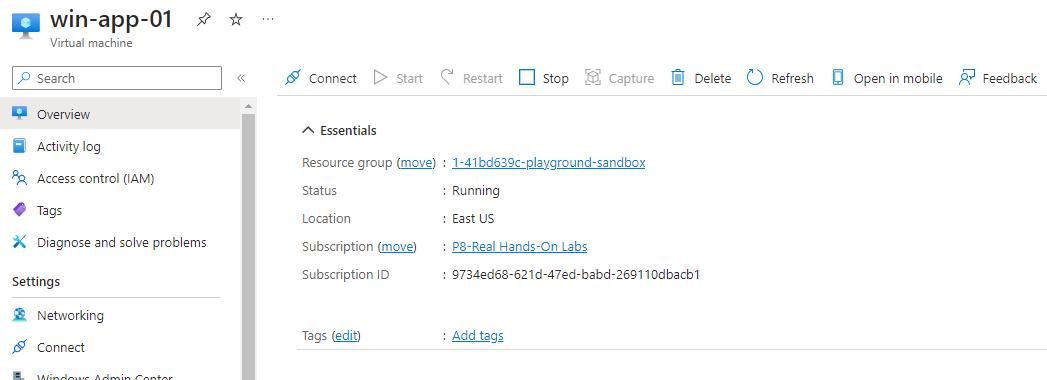 win-app-01
Virtual machine
Search
Overview
Activity log
Access control (IAM)
Tags
Diagnose and solve problems
Settings
Networking
Connect
Windows Admin Center
Connect Start Restart Stop Capture Delete Refresh Open in mobile Feedback
Essentials
Resource group (move) : 1-41bd639c-playground-sandbox
Status : Running
Location : East US
Subscription (move) : P8-Real Hands-On Labs
Subscription ID : 9734ed68-621d-47ed-babd-269110dbacb1
Tags (edit) : Add tags